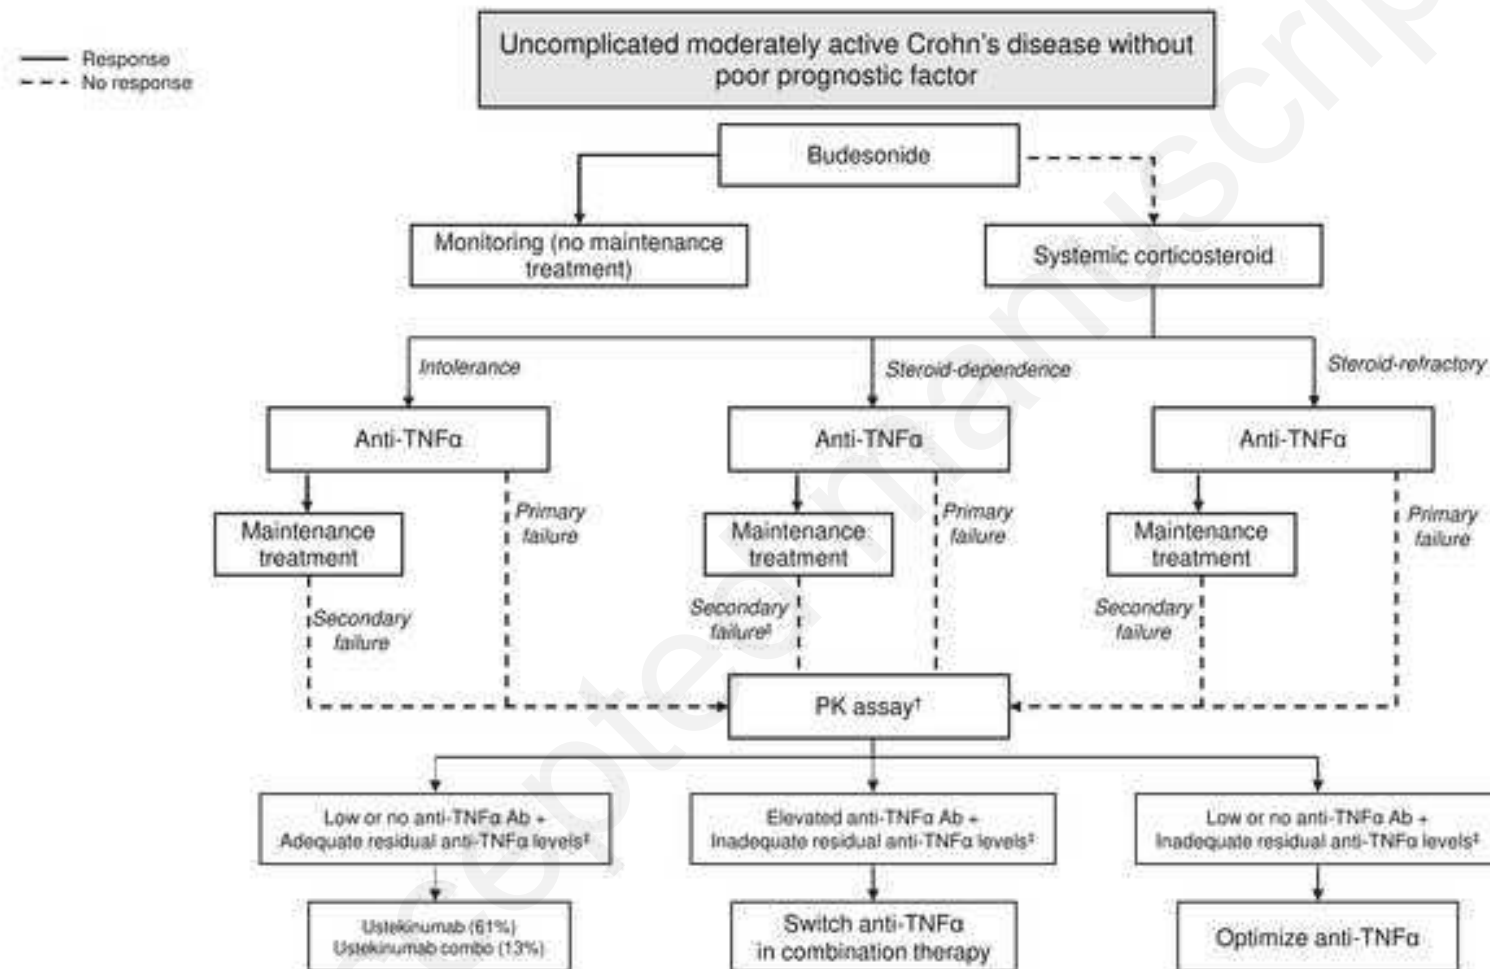 Response
No response
Uncomplicated moderately active Crohn's disease without
poor prognostic factor
Budesonide
Monitoring (no maintenance
treatment)
Systemic corticosteroid
Intolerance
Steroid-dependence
Steroid-refractory
Anti-TNFα
Anti-TNFα
Anti-TNFα
Maintenance
treatment
Primary
failure
Maintenance
treatment
Primary
failure
Maintenance
treatment
Primary
failure
Secondary
failure
Secondary
failure§
Secondary
failure
PK assay†
Low or no anti-TNFα Ab +
Adequate residual anti-TNFα levels‡
Elevated anti-TNFα Ab +
Inadequate residual anti-TNFα levels‡
Low or no anti-TNFα Ab +
Inadequate residual anti-TNFα levels‡
Ustekinumab (61%)
Ustekinumab combo (13%)
Switch anti-TNFα
in combination therapy
Optimize anti-TNFα
cepted manuscrip